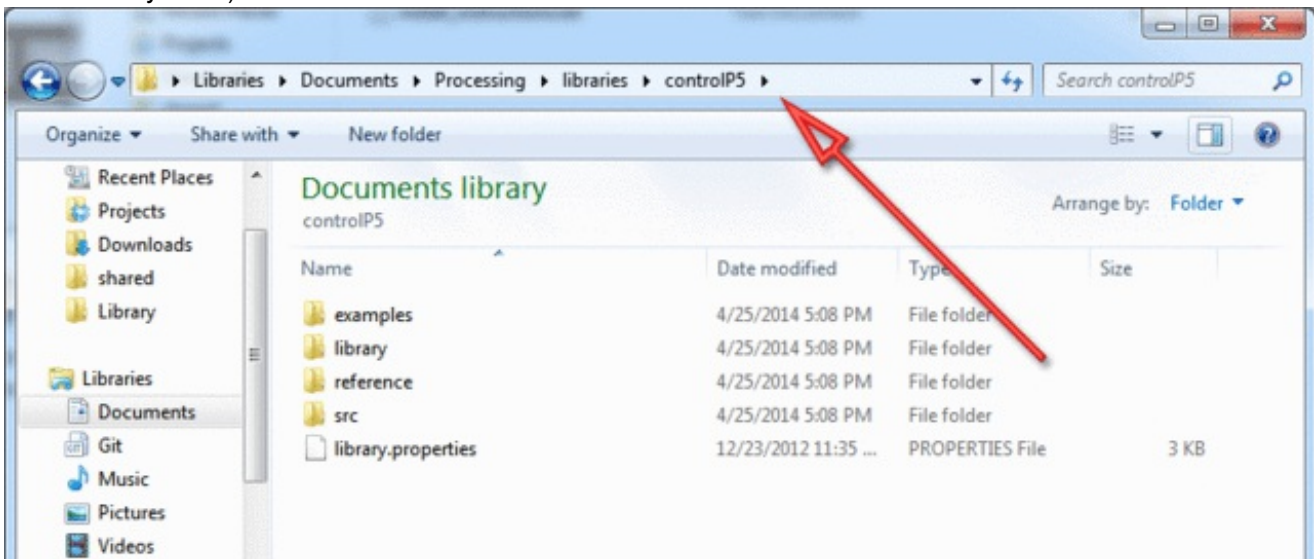 Libraries Documents Processing libraries controlP5
Search controlP5
Organize Share with New folder
Recent Places
Projects
Downloads
shared
Library
Libraries
Documents
Git
Music
Pictures
Videos
Documents library
controlP5
Arrange by: Folder
Name Date modified Type Size
examples 4/25/2014 5:08 PM File folder
library 4/25/2014 5:08 PM File folder
reference 4/25/2014 5:08 PM File folder
src 4/25/2014 5:08 PM File folder
library.properties 12/23/2012 11:35 ... PROPERTIES File 3 KB